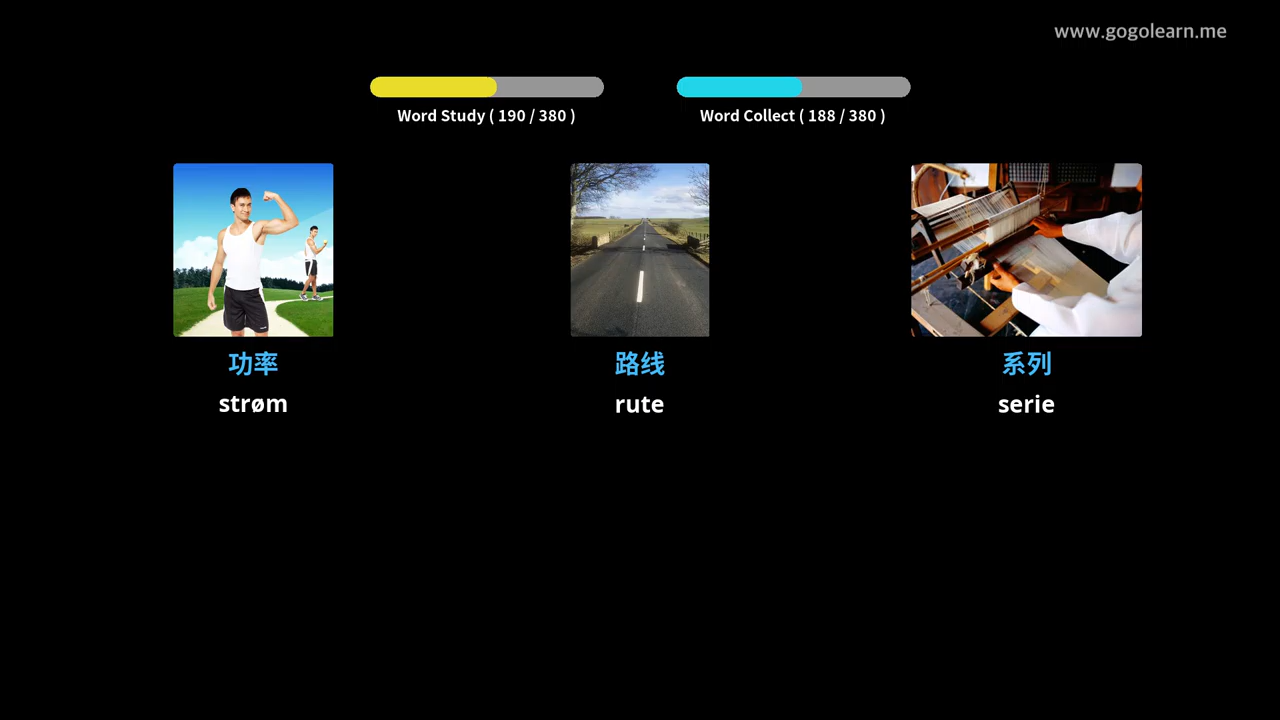 www.gogolearn.me
Word Study ( 190 / 380 )
Word Collect ( 188 / 380 )
功率
路线
系列
strøm
rute
serie